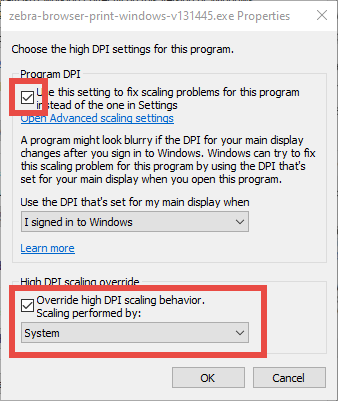 zebra-browser-print-windows-v131445.exe Properties
Choose the high DPI settings for this program.
Program DPI
Use this setting to fix scaling problems for this program
instead of the one in Settings
Open Advanced scaling settings
A program might look blurry if the DPI for your main display
changes after you sign in to Windows. Windows can try to fix
this scaling problem for this program by using the DPI that's
set for your main display when you open this program.
Use the DPI that's set for my main display when
I signed in to Windows
Learn more
High DPI scaling override
Override high DPI scaling behavior.
Scaling performed by:
System
OK
Cancel